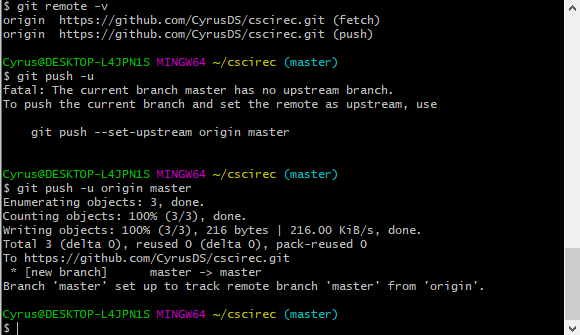 $ git remote -v
origin  https://github.com/CyrusDS/cscirec.git (fetch)
origin  https://github.com/CyrusDS/cscirec.git (push)
Cyrus@DESKTOP-L4JPN1S MINGW64 ~/cscirec (master)
$ git push -u
fatal: The current branch master has no upstream branch.
To push the current branch and set the remote as upstream, use
    git push --set-upstream origin master
Cyrus@DESKTOP-L4JPN1S MINGW64 ~/cscirec (master)
$ git push -u origin master
Enumerating objects: 3, done.
Counting objects: 100% (3/3), done.
Writing objects: 100% (3/3), 216 bytes | 216.00 KiB/s, done.
Total 3 (delta 0), reused 0 (delta 0), pack-reused 0
To https://github.com/CyrusDS/cscirec.git
 * [new branch]      master -> master
Branch 'master' set up to track remote branch 'master' from 'origin'.
Cyrus@DESKTOP-L4JPN1S MINGW64 ~/cscirec (master)
$